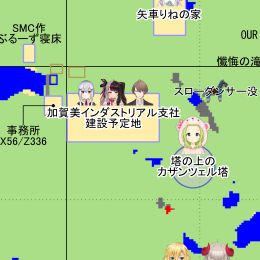 矢車りねの家
SMC作
ぶるーず寝床
OUR
懺悔の滝
スローダンサー没
加賀美インダストリアル支社
建設予定地
事務所
X56/Z336
塔の上の
カザンツェル塔